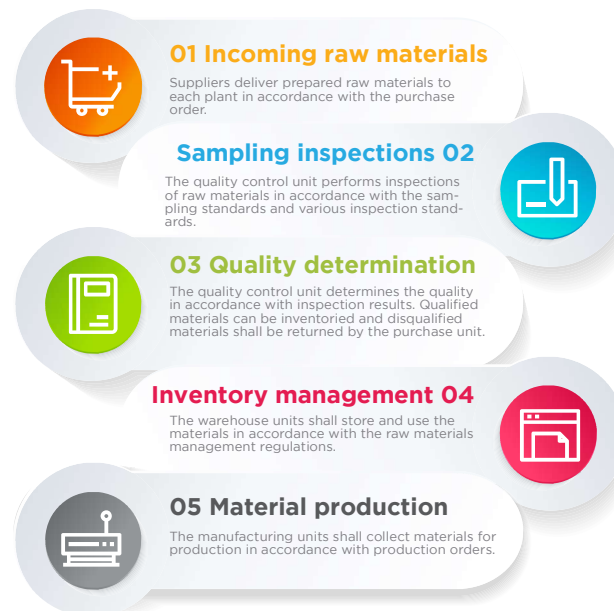 01 Incoming raw materials
Suppliers deliver prepared raw materials to
each plant in accordance with the purchase
order.
Sampling inspections 02
The quality control unit performs inspections
of raw materials in accordance with the sam-
pling standards and various inspection stand-
ards.
03 Quality determination
The quality control unit determines the quality
in accordance with inspection results. Qualified
materials can be inventoried and disqualified
materials shall be returned by the purchase unit.
Inventory management 04
The warehouse units shall store and use the
materials in accordance with the raw materials
management regulations.
05 Material production
The manufacturing units shall collect materials for
production in accordance with production orders.